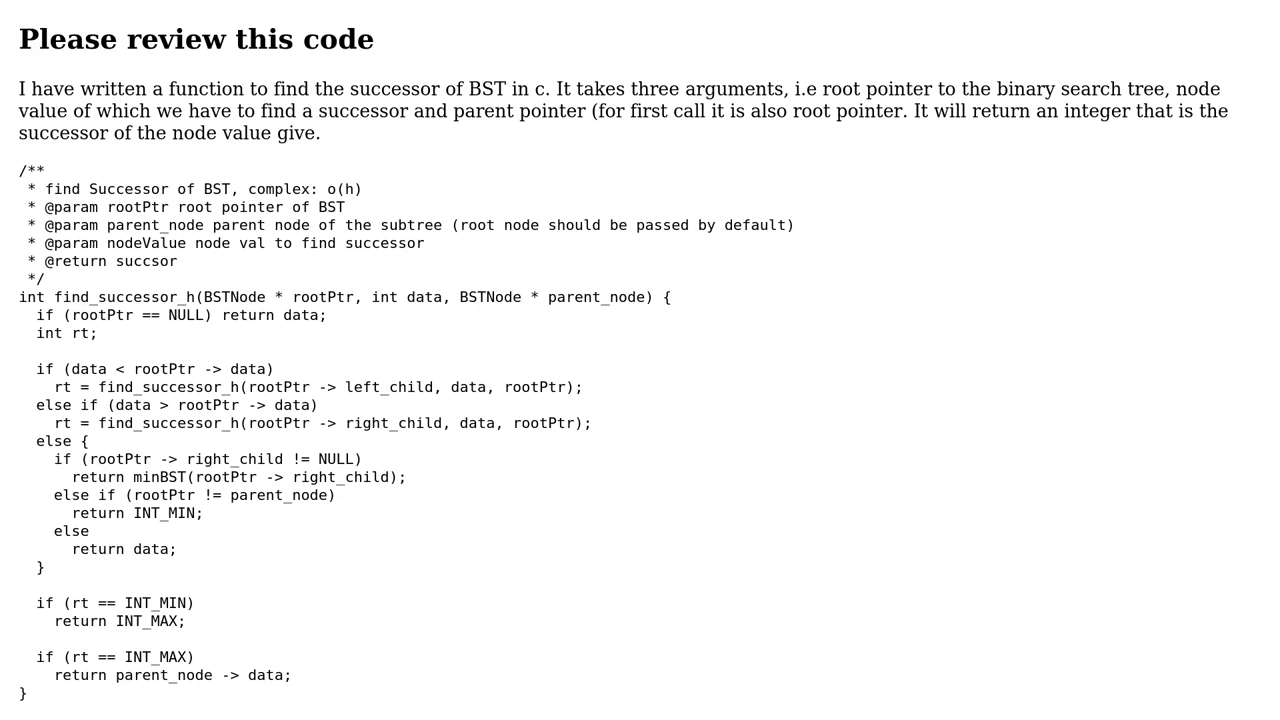 Please review this code
I have written a function to find the successor of BST in c. It takes three arguments, i.e root pointer to the binary search tree, node
value of which we have to find a successor and parent pointer (for first call it is also root pointer. It will return an integer that is the
successor of the node value give.
/**
 * find Successor of BST, complex: o(h)
 * @param rootPtr root pointer of BST
 * @param parent_node parent node of the subtree (root node should be passed by default)
 * @param nodeValue node val to find successor
 * @return succsor
 */
int find_successor_h(BSTNode * rootPtr, int data, BSTNode * parent_node) {
  if (rootPtr == NULL) return data;
  int rt;

  if (data < rootPtr -> data)
    rt = find_successor_h(rootPtr -> left_child, data, rootPtr);
  else if (data > rootPtr -> data)
    rt = find_successor_h(rootPtr -> right_child, data, rootPtr);
  else {
    if (rootPtr -> right_child != NULL)
      return minBST(rootPtr -> right_child);
    else if (rootPtr != parent_node)
      return INT_MIN;
    else
      return data;
  }

  if (rt == INT_MIN)
    return INT_MAX;

  if (rt == INT_MAX)
    return parent_node -> data;
}